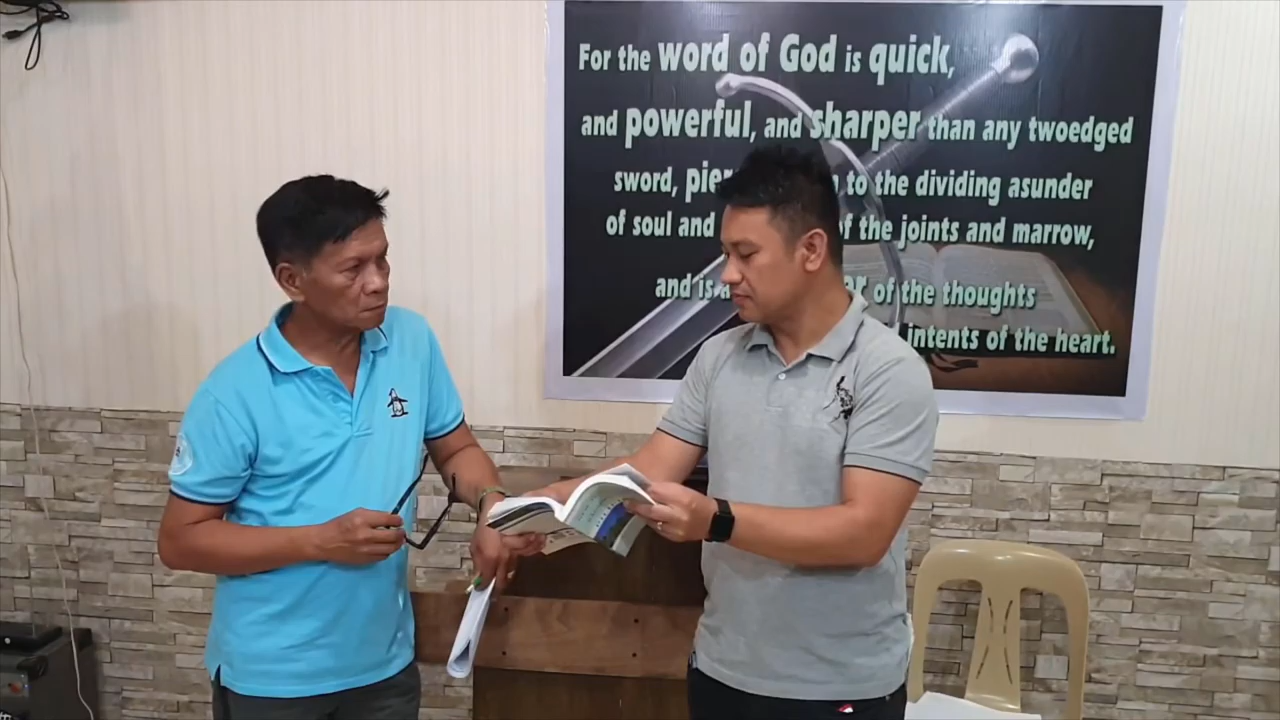 For the word of God is quick,
and powerful, and sharper than any twoedged
sword, to the dividing asunder
of soul and of the joints and marrow,
and is of the thoughts
intents of the heart.